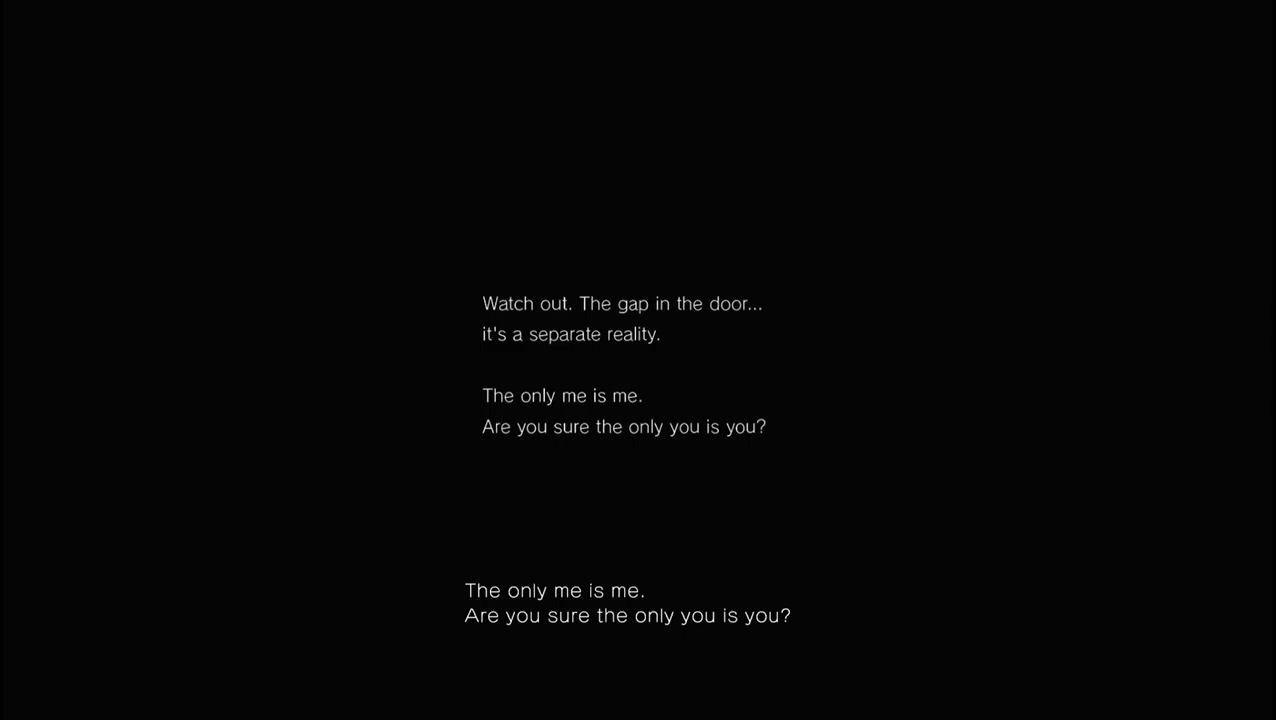 Watch out. The gap in the door...
it's a separate reality.
The only me is me.
Are you sure the only you is you?
The only me is me.
Are you sure the only you is you?